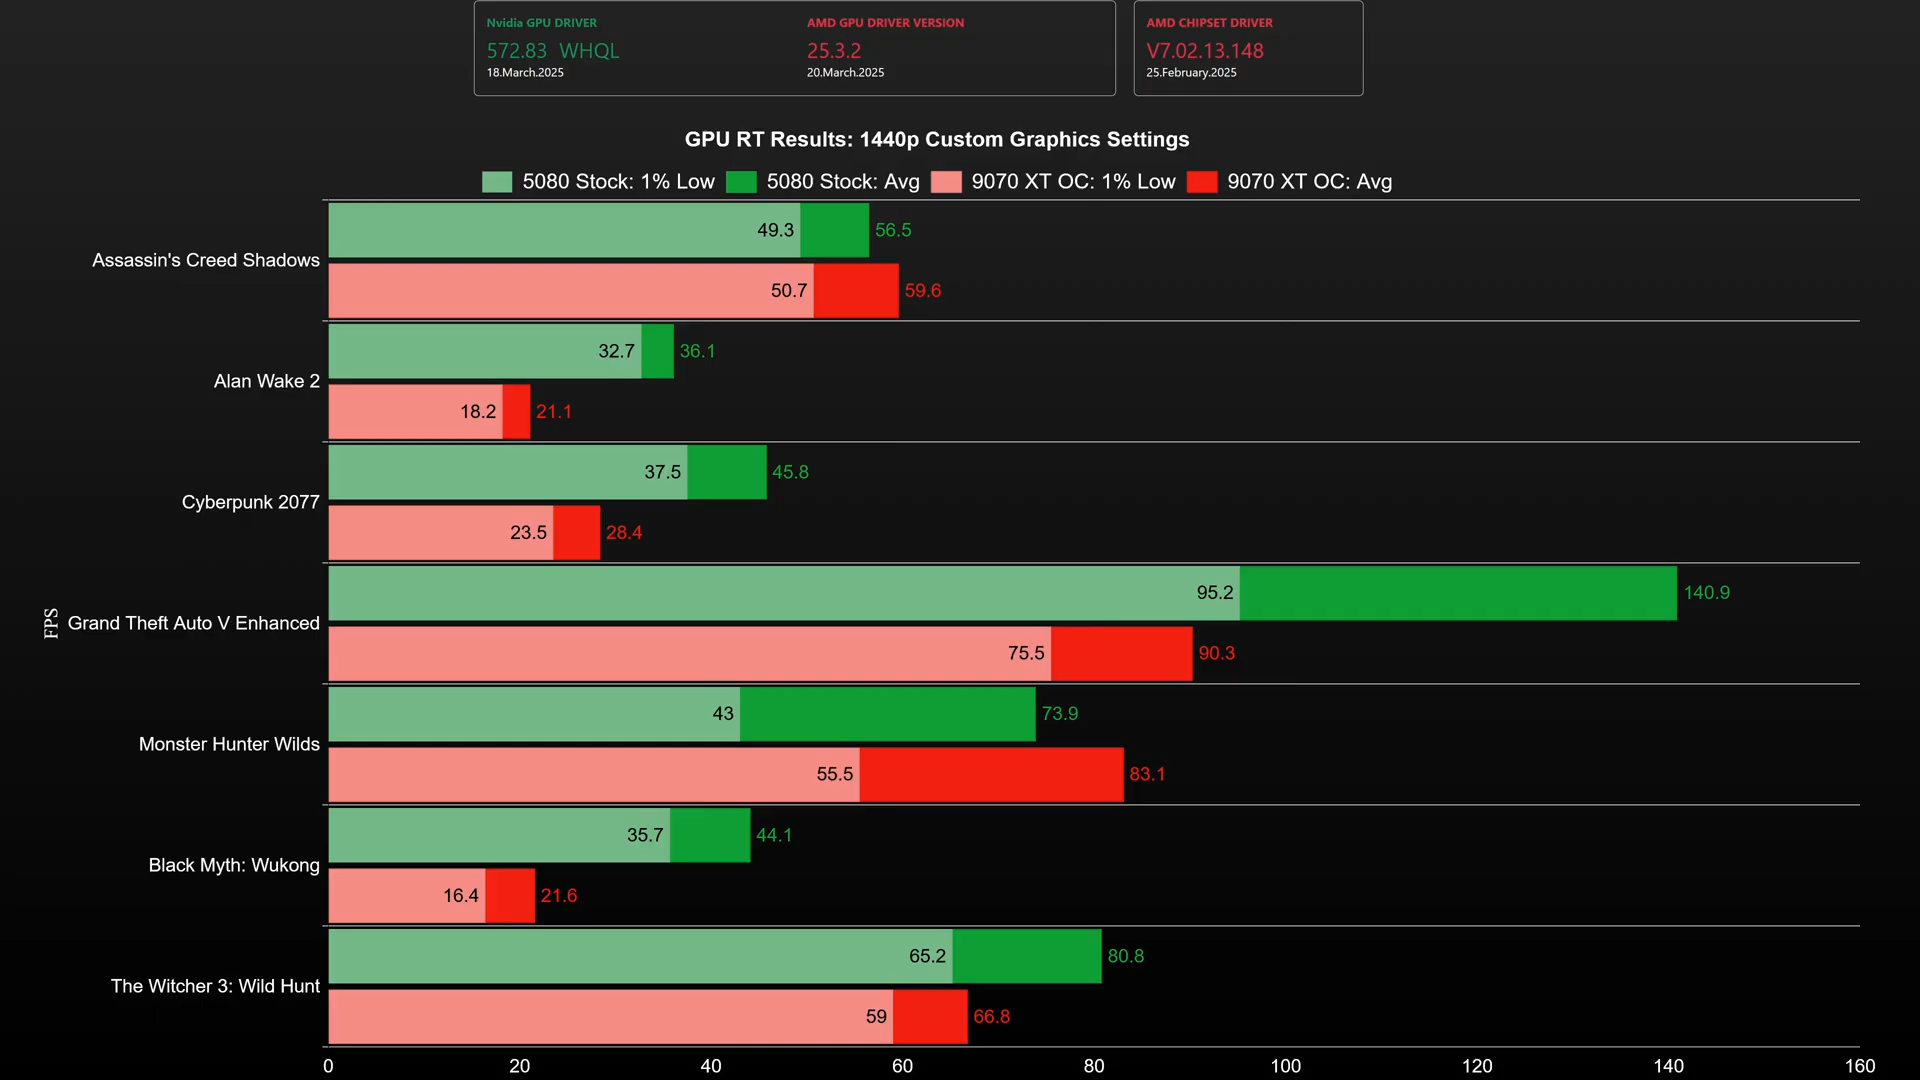 Nvidia GPU DRIVER
572.83 WHQL
18.March.2025
AMD GPU DRIVER VERSION
25.3.2
20.March.2025
AMD CHIPSET DRIVER
V7.02.13.148
25.February.2025
GPU RT Results: 1440p Custom Graphics Settings
5080 Stock: 1% Low
5080 Stock: Avg
9070 XT OC: 1% Low
9070 XT OC: Avg
FPS
Assassin's Creed Shadows
49.3
56.5
50.7
59.6
Alan Wake 2
32.7
36.1
18.2
21.1
Cyberpunk 2077
37.5
45.8
23.5
28.4
Grand Theft Auto V Enhanced
95.2
140.9
75.5
90.3
Monster Hunter Wilds
43
73.9
55.5
83.1
Black Myth: Wukong
35.7
44.1
16.4
21.6
The Witcher 3: Wild Hunt
65.2
80.8
59
66.8
0 20 40 60 80 100 120 140 160